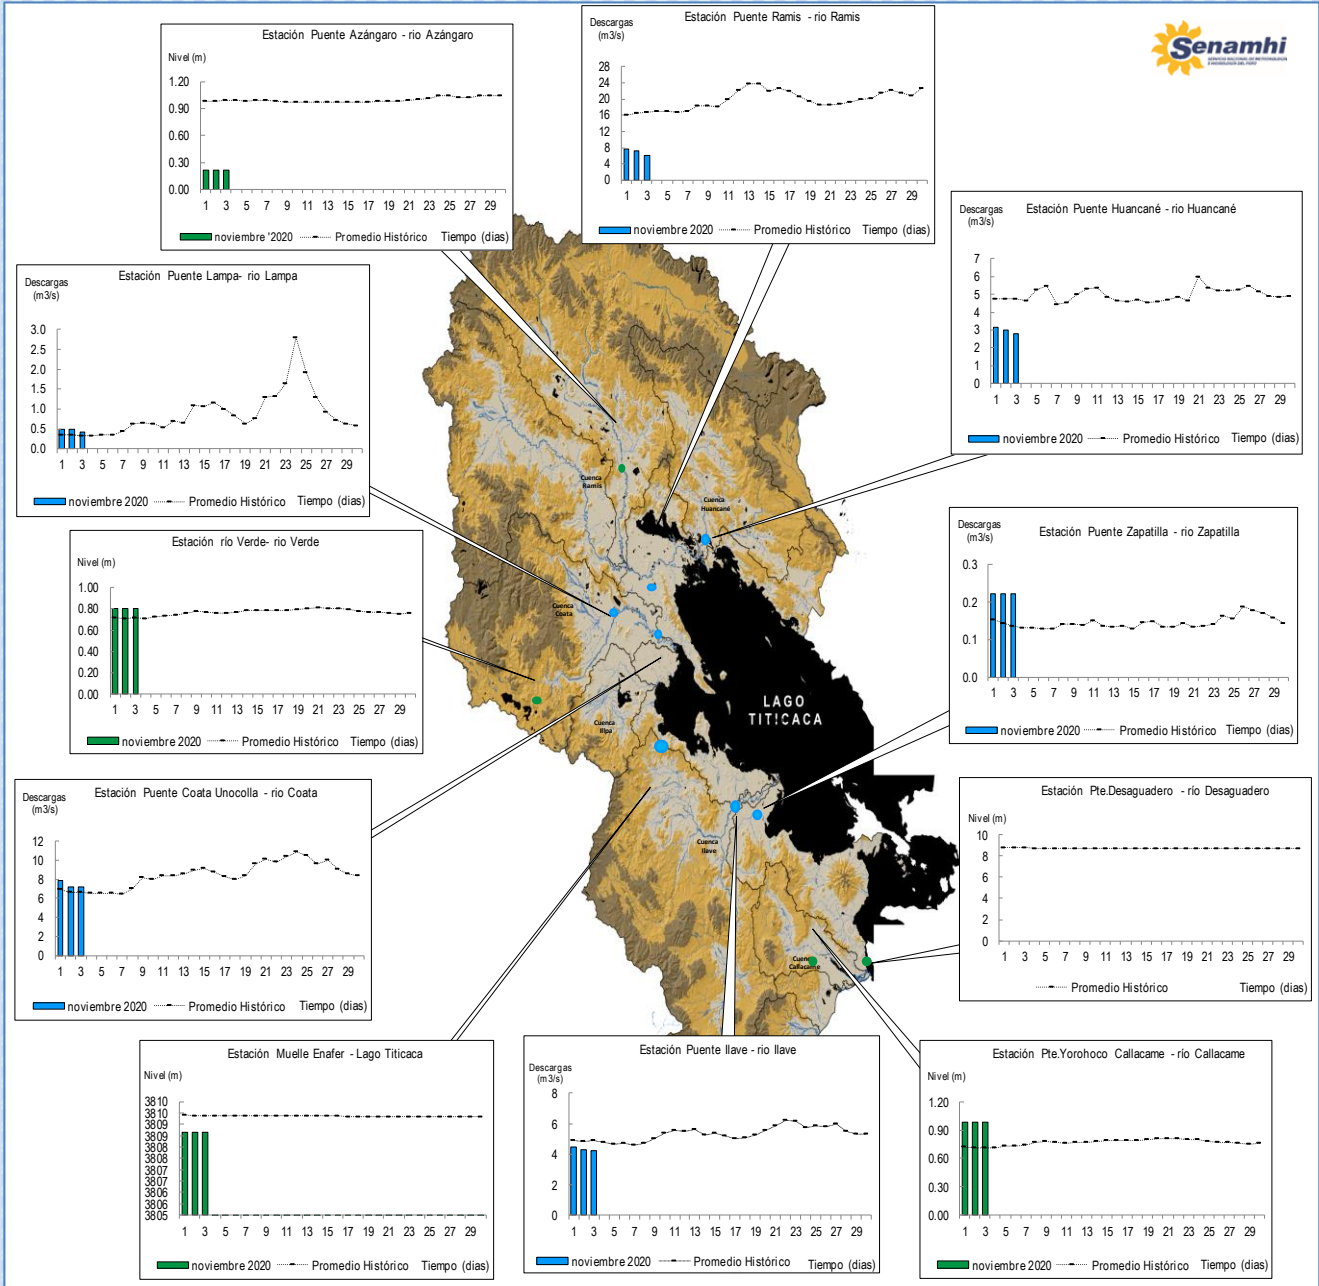 Senamhi
Estación Puente Azángaro - rio Azángaro
Nivel (m)
1.20
0.90
0.60
0.30
0.00
1 3 5 7 9 11 13 15 17 19 21 23 25 27 29
noviembre '2020 Promedio Histórico Tiempo (dias)
Estación Puente Ramis - rio Ramis
Descargas
(m3/s)
28
24
20
16
12
8
4
0
1 3 5 7 9 11 13 15 17 19 21 23 25 27 29
noviembre 2020 Promedio Histórico Tiempo (dias)
Estación Puente Huancané - rio Huancané
Descargas
(m3/s)
7
6
5
4
3
2
1
0
1 3 5 7 9 11 13 15 17 19 21 23 25 27 29
noviembre 2020 Promedio Histórico Tiempo (dias)
Estación Puente Lampa- rio Lampa
Descargas
(m3/s)
3.0
2.5
2.0
1.5
1.0
0.5
0.0
1 3 5 7 9 11 13 15 17 19 21 23 25 27 29
noviembre 2020 Promedio Histórico Tiempo (dias)
Cuenca
Ramis
Cuenca
Huancané
Estación río Verde- rio Verde
Nivel (m)
1.00
0.80
0.60
0.40
0.20
0.00
1 3 5 7 9 11 13 15 17 19 21 23 25 27 29
noviembre 2020 Promedio Histórico Tiempo (dias)
Estación Puente Zapatilla - rio Zapatilla
Descargas
(m3/s)
0.3
0.2
0.1
0.0
1 3 5 7 9 11 13 15 17 19 21 23 25 27 29
noviembre 2020 Promedio Histórico Tiempo (dias)
Cuenca
Coata
LAGO
TITICACA
Cuenca
Illpa
Estación Puente Coata Unocolla - rio Coata
Descargas
(m3/s)
12
10
8
6
4
2
0
1 3 5 7 9 11 13 15 17 19 21 23 25 27 29
noviembre 2020 Promedio Histórico Tiempo (dias)
Estación Pte.Desaguadero - río Desaguadero
Nivel (m)
10
8
6
4
2
0
1 3 5 7 9 11 13 15 17 19 21 23 25 27 29
Promedio Histórico Tiempo (dias)
Cuenca
Ilave
Cuenca
Callacame
Estación Muelle Enafer - Lago Titicaca
Nivel (m)
3810
3810
3809
3809
3808
3808
3807
3807
3806
3806
3805
1 3 5 7 9 11 13 15 17 19 21 23 25 27 29
noviembre 2020 Promedio Histórico Tiempo (dias)
Estación Puente Ilave - rio Ilave
Descargas
(m3/s)
8
6
4
2
0
1 3 5 7 9 11 13 15 17 19 21 23 25 27 29
noviembre 2020 Promedio Histórico Tiempo (dias)
Estación Pte.Yorohoco Callacame - río Callacame
Nivel (m)
1.20
0.90
0.60
0.30
0.00
1 3 5 7 9 11 13 15 17 19 21 23 25 27 29
noviembre 2020 Promedio Histórico Tiempo (dias)